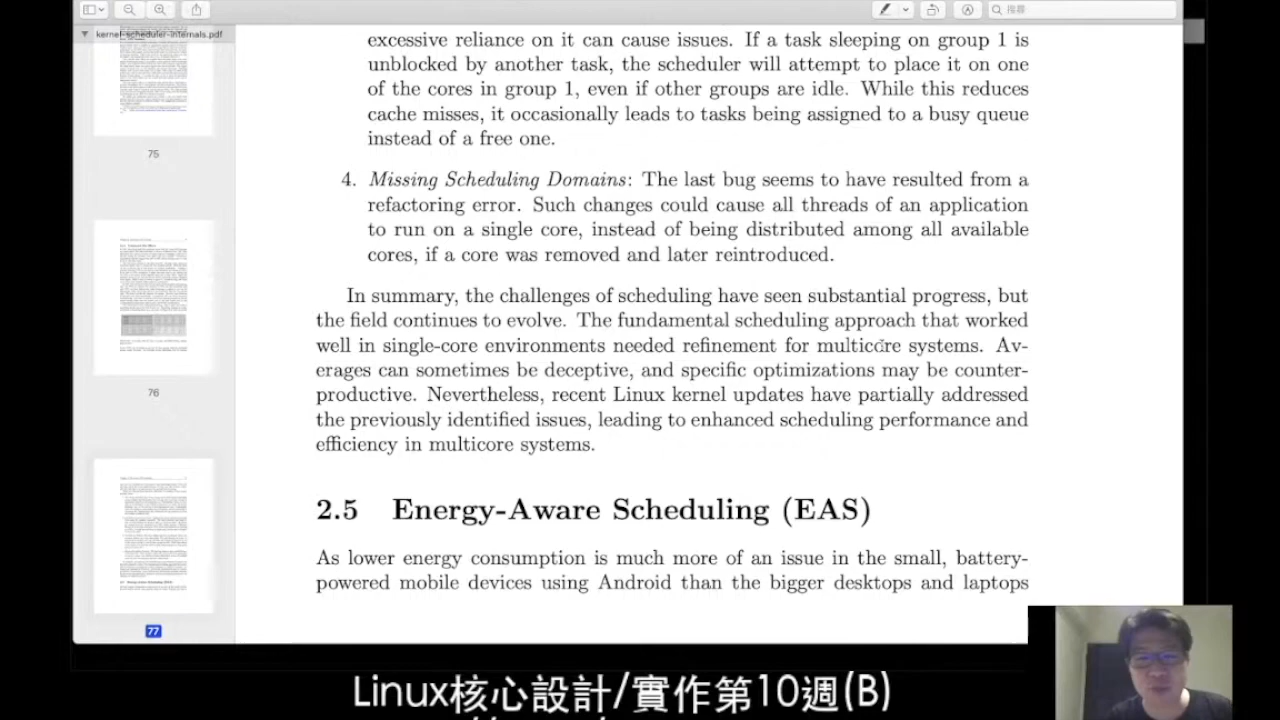 搜尋
kernel-scheduler-internals.pdf
75
76
77
excessive reliance on it can cause issues. If a task running on group 1 is
unblocked by another task, the scheduler will attempt to place it on one
of the cores in group 1, even if other groups are idle. While this reduces
cache misses, it occasionally leads to tasks being assigned to a busy queue
instead of a free one.
4. Missing Scheduling Domains: The last bug seems to have resulted from a
refactoring error. Such changes could cause all threads of an application
to run on a single core, instead of being distributed among all available
cores if a core was removed and later reintroduced.
In summary, the challenges of scheduling have seen substantial progress, but
the field continues to evolve. The fundamental scheduling approach that worked
well in single-core environments needed refinement for multicore systems. Av-
erages can sometimes be deceptive, and specific optimizations may be counter-
productive. Nevertheless, recent Linux kernel updates have partially addressed
the previously identified issues, leading to enhanced scheduling performance and
efficiency in multicore systems.
2.5 Energy-Aware Scheduling (EAS)
As lower energy consumption is much more of an issue for small, battery-
powered mobile devices using Android than the bigger desktops and laptops
Linux核心設計/實作第10週(B)